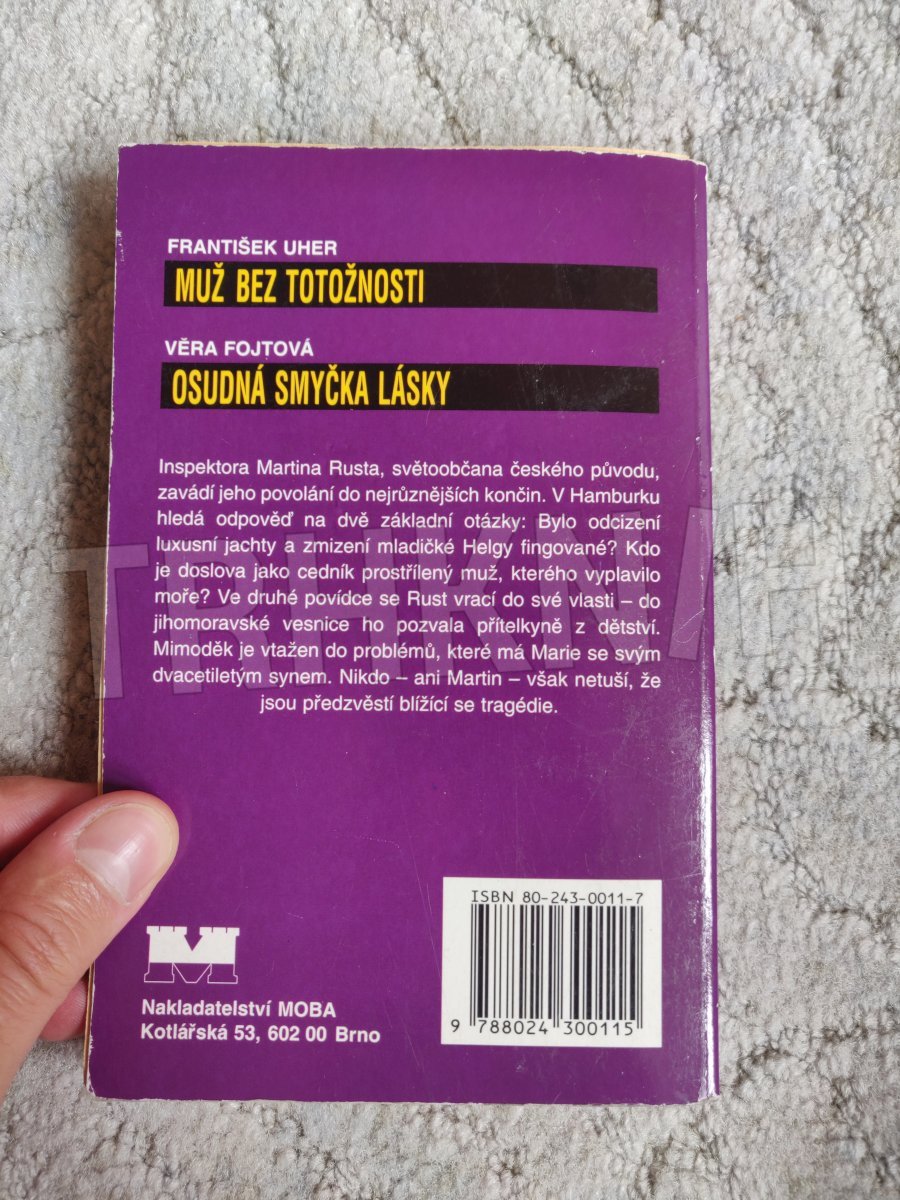 FRANTIŠEK UHER
MUŽ BEZ TOTOŽNOSTI
VĚRA FOJTOVÁ
OSUDNÁ SMYČKA LÁSKY
Inspektora Martina Rusta, světoobčana českého původu,
zavádí jeho povolání do nejrůznějších končin. V Hamburku
hledá odpověď na dvě základní otázky: Bylo odcizení
luxusní jachty a zmizení mladičké Helgy fingované? Kdo
je doslova jako cedník prostřílený muž, kterého vyplavilo
moře? Ve druhé povídce se Rust vrací do své vlasti – do
jihomoravské vesnice ho pozvala přítelkyně z dětství.
Mimoděk je vtažen do problémů, které má Marie se svým
dvacetiletým synem. Nikdo – ani Martin – však netuší, že
jsou předzvěstí blížící se tragédie.
TRHKNIH
ISBN 80-243-0011-7
9 788024 300115
M
Nakladatelství MOBA
Kotlářská 53, 602 00 Brno